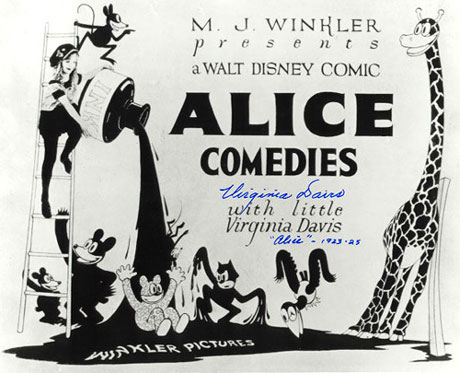 M. J. WINKLER
presents
a WALT DISNEY COMIC
ALICE
COMEDIES
Virginia Davis
with little
Virginia Davis
"Alice" - 1923-25
INK
WINKLER PICTURES